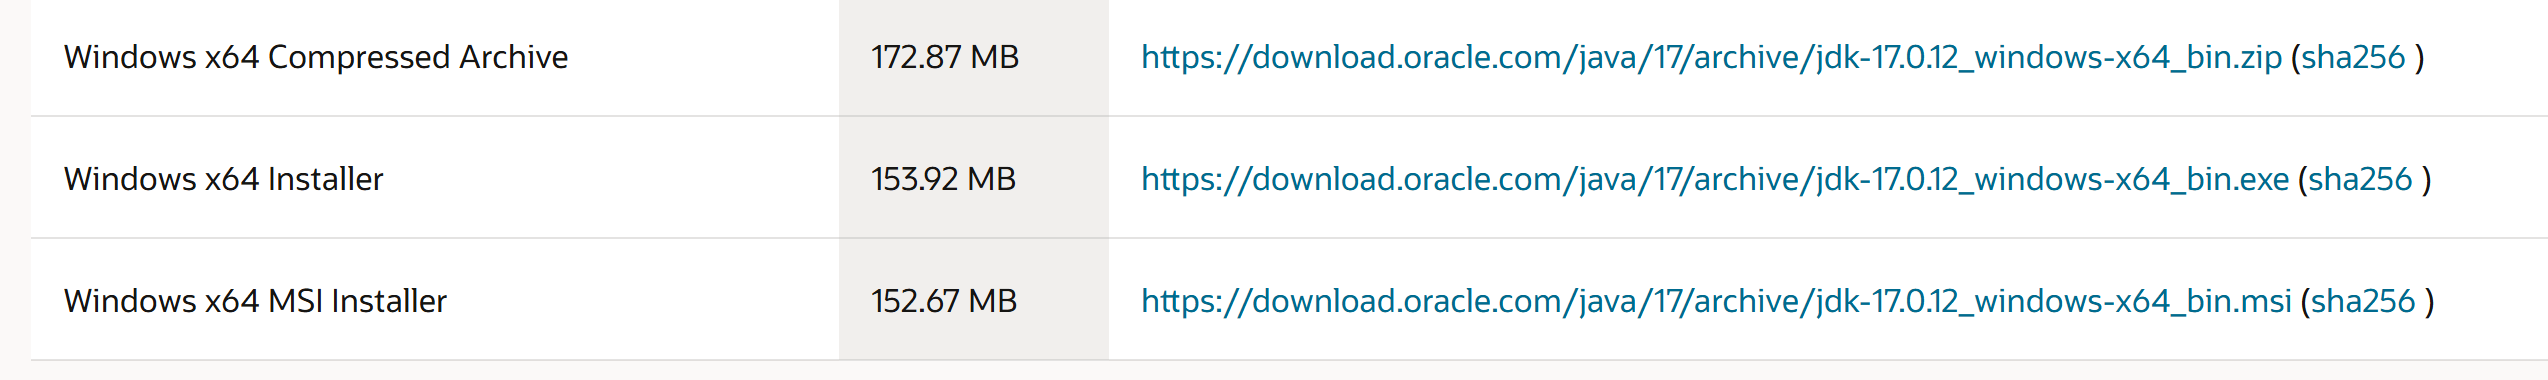 Windows x64 Compressed Archive 172.87 MB https://download.oracle.com/java/17/archive/jdk-17.0.12_windows-x64_bin.zip (sha256 )
Windows x64 Installer 153.92 MB https://download.oracle.com/java/17/archive/jdk-17.0.12_windows-x64_bin.exe (sha256 )
Windows x64 MSI Installer 152.67 MB https://download.oracle.com/java/17/archive/jdk-17.0.12_windows-x64_bin.msi (sha256 )